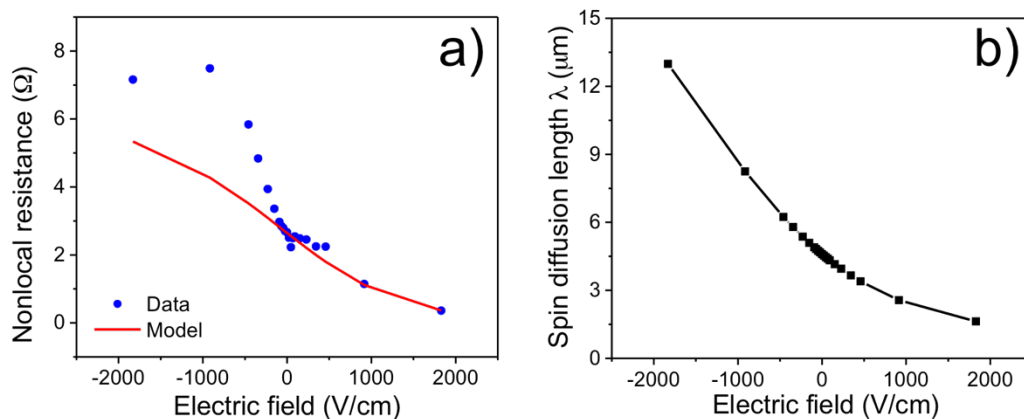 a)
Nonlocal resistance (Ω)
8
6
4
2
0
Data
Model
-2000 -1000 0 1000 2000
Electric field (V/cm)
b)
Spin diffusion length λ (μm)
15
12
9
6
3
0
-2000 -1000 0 1000 2000
Electric field (V/cm)